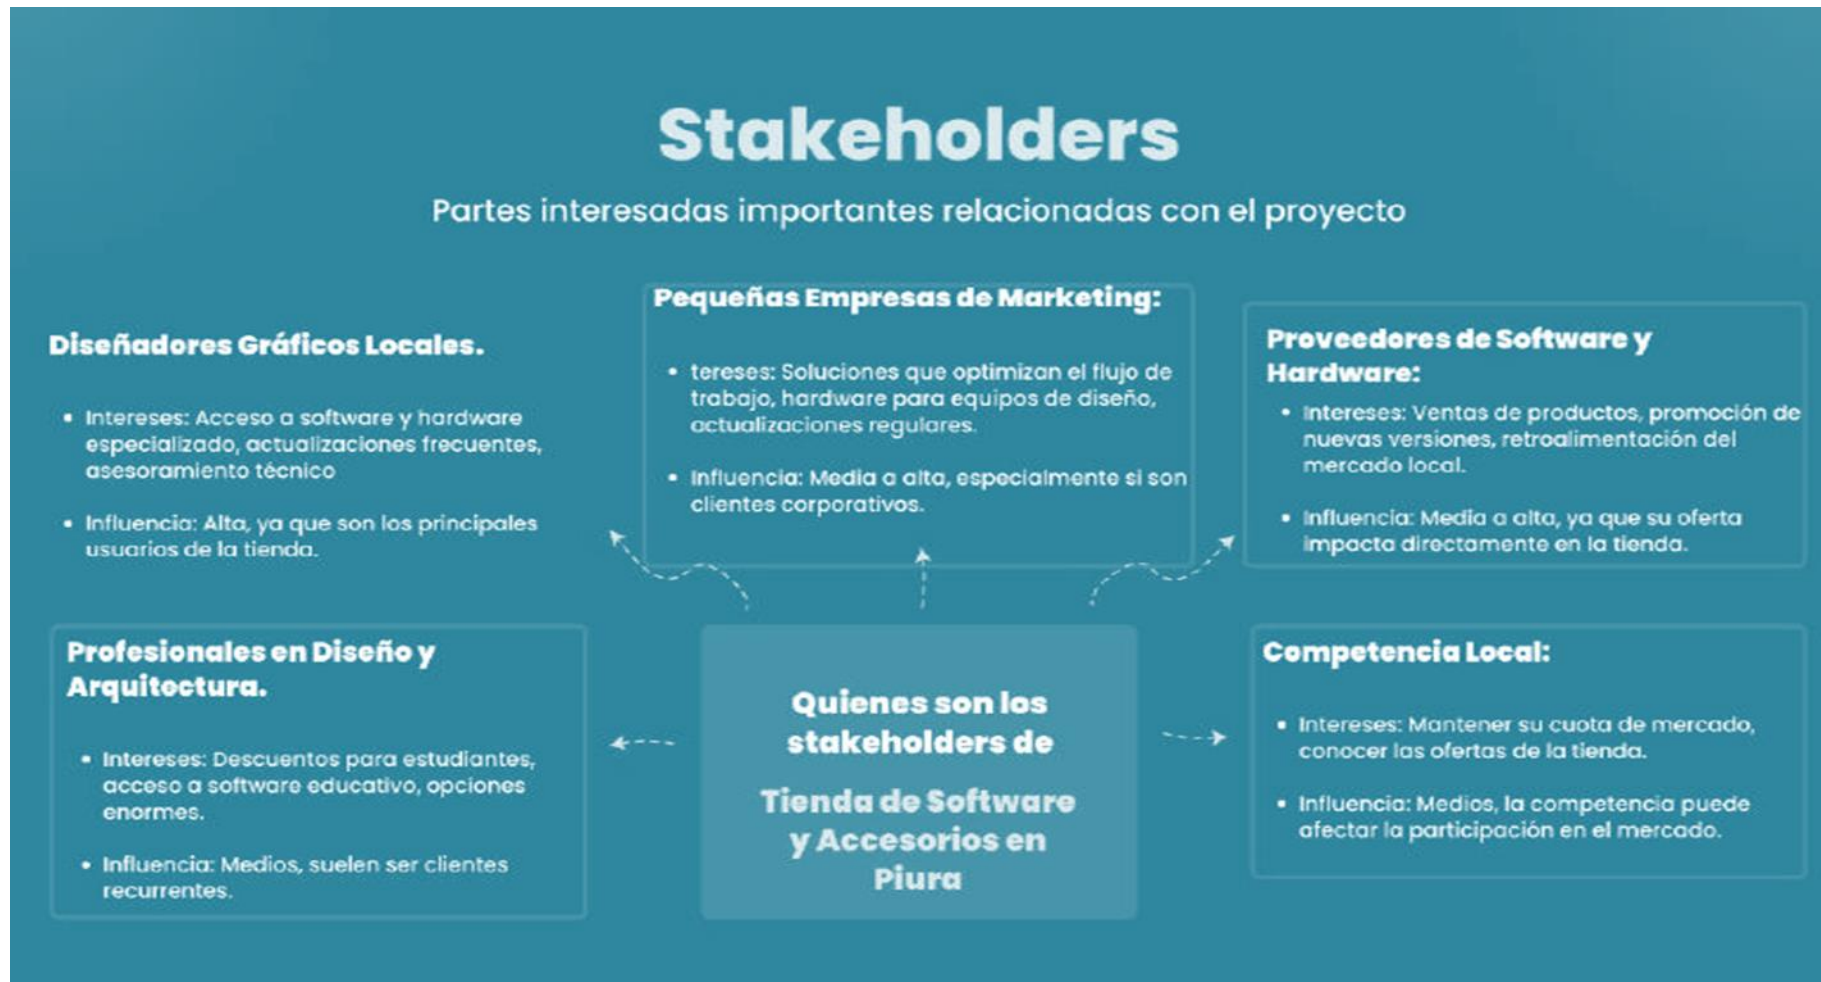 Stakeholders
Partes interesadas importantes relacionadas con el proyecto
Diseñadores Gráficos Locales.
• Intereses: Acceso a software y hardware
especializado, actualizaciones frecuentes,
asesoramiento técnico
• Influencia: Alta, ya que son los principales
usuarios de la tienda.
Pequeñas Empresas de Marketing:
• tereses: Soluciones que optimizan el flujo de
trabajo, hardware para equipos de diseño,
actualizaciones regulares.
• Influencia: Media a alta, especialmente si son
clientes corporativos.
Proveedores de Software y
Hardware:
• Intereses: Ventas de productos, promoción de
nuevas versiones, retroalimentación del
mercado local.
• Influencia: Media a alta, ya que su oferta
impacta directamente en la tienda.
Profesionales en Diseño y
Arquitectura.
• Intereses: Descuentos para estudiantes,
acceso a software educativo, opciones
enormes.
• Influencia: Medios, suelen ser clientes
recurrentes.
Quienes son los
stakeholders de
Tienda de Software
y Accesorios en
Piura
Competencia Local:
• Intereses: Mantener su cuota de mercado,
conocer las ofertas de la tienda.
• Influencia: Medios, la competencia puede
afectar la participación en el mercado.